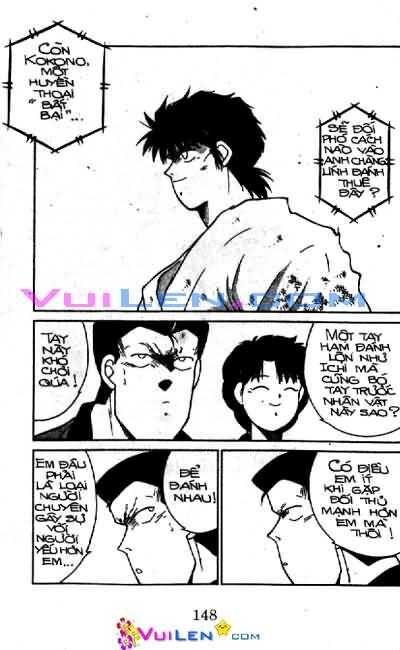 CÒN
KOKONO,
MỘT
HUYỀN
THOẠI
"BẤT
BẠI"...
SẼ ĐỐI
PHÓ CÁCH
NÀO VÀO
ANH CHÀNG
LÍNH ĐÁNH
THUÊ
ĐÂY?
VUILEN.COM
TAY
NÀY
KHÓ
CHƠI
QUÁ!
MỘT TAY
HAM ĐÁNH
LỘN NHƯ
ICHI MÀ
CŨNG BÓ
TAY TRƯỚC
NHÂN VẬT
NÀY SAO?
EM ĐÂU
PHẢI
LÀ LOẠI
NGƯỜI
CHUYÊN
GÂY SỰ
VỚI
NGƯỜI
YẾU HƠN
EM...
ĐỂ
ĐÁNH
NHAU!
CÓ ĐIỀU
EM ÍT
KHI GẶP
ĐỐI THỦ
MẠNH HƠN
EM MÀ
THÔI!
148
VUILEN.COM